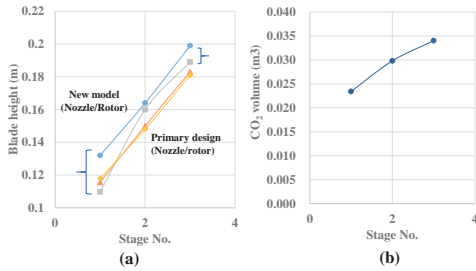 0.2
0.22
0.18
0.16
0.14
0.12
0.1
Blade height (m)
New model
(Nozzle/Rotor)
Primary design
(Nozzle/rotor)
0 2 4
Stage No.
(a)
0.040
0.035
0.030
0.025
0.020
0.015
0.010
0.005
0.000
CO2 volume (m3)
0 2 4
Stage No.
(b)